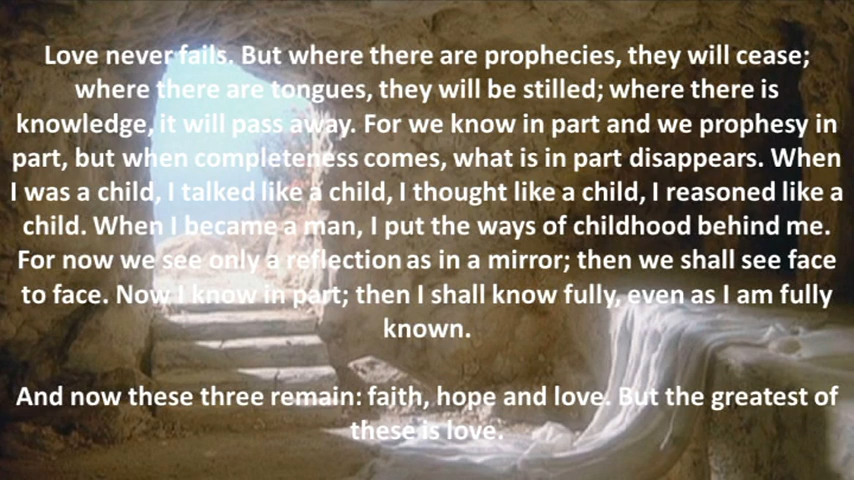 Love never fails. But where there are prophecies, they will cease;
where there are tongues, they will be stilled; where there is
knowledge, it will pass away. For we know in part and we prophesy in
part, but when completeness comes, what is in part disappears. When
I was a child, I talked like a child, I thought like a child, I reasoned like a
child. When I became a man, I put the ways of childhood behind me.
For now we see only a reflection as in a mirror; then we shall see face
to face. Now I know in part; then I shall know fully, even as I am fully
known.
And now these three remain: faith, hope and love. But the greatest of
these is love.